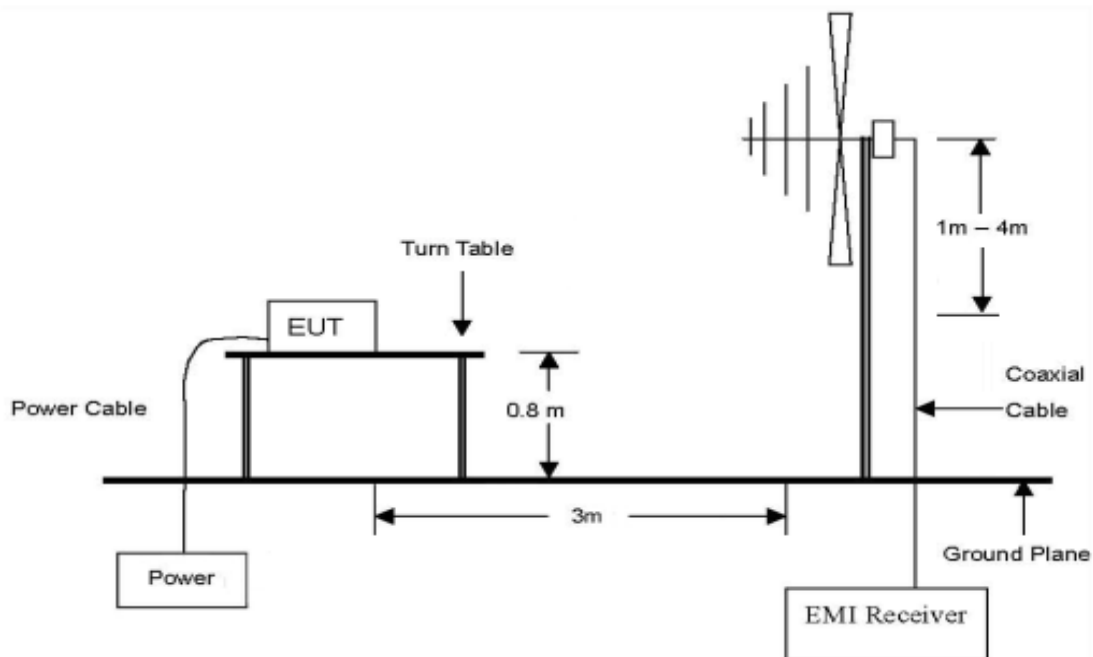 1m – 4m
Turn Table
EUT
Coaxial
Cable
Power Cable
0.8 m
3m
Ground Plane
Power
EMI Receiver